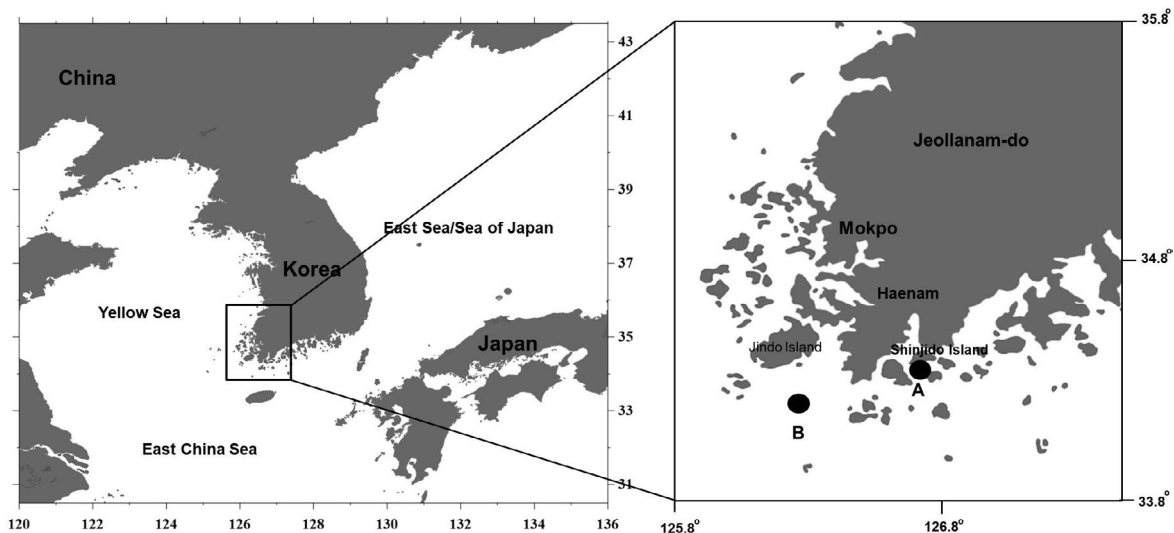 China
East Sea/Sea of Japan
Korea
Yellow Sea
Japan
East China Sea
43
41
39
37
35
33
31
120
122
124
126
128
130
132
134
136
Jeollanam-do
Mokpo
Haenam
Jindo Island
Shinjido Island
A
B
35.8°
34.8°
33.8°
125.8°
126.8°